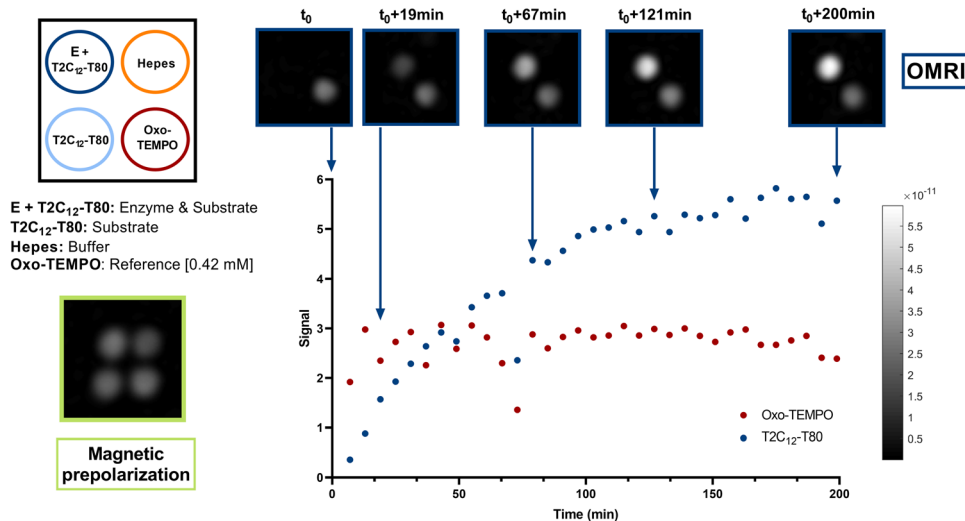 t₀
t₀+19min
t₀+67min
t₀+121min
t₀+200min
OMRI
E +
T2C₁₂-T80
Hepes
T2C₁₂-T80
Oxo-
TEMPO
E + T2C₁₂-T80: Enzyme & Substrate
T2C₁₂-T80: Substrate
Hepes: Buffer
Oxo-TEMPO: Reference [0.42 mM]
Magnetic
prepolarization
Signal
6
5
4
3
2
1
0
0
50
100
150
200
Time (min)
Oxo-TEMPO
T2C₁₂-T80
×10⁻¹¹
5.5
5
4.5
4
3.5
3
2.5
2
1.5
1
0.5